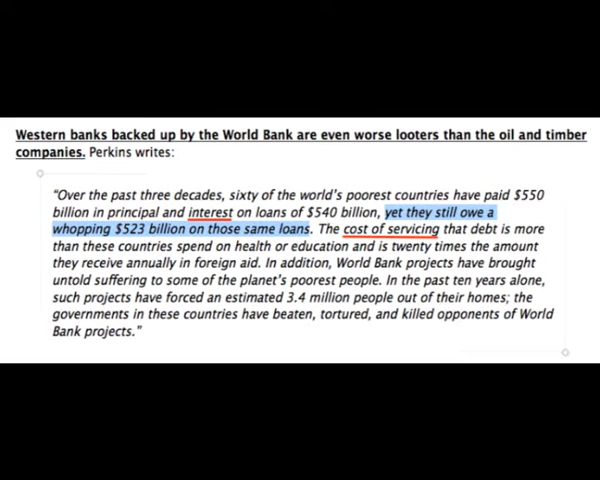 Western banks backed up by the World Bank are even worse looters than the oil and timber
companies. Perkins writes:
"Over the past three decades, sixty of the world's poorest countries have paid $550
billion in principal and interest on loans of $540 billion, yet they still owe a
whopping $523 billion on those same loans. The cost of servicing that debt is more
than these countries spend on health or education and is twenty times the amount
they receive annually in foreign aid. In addition, World Bank projects have brought
untold suffering to some of the planet's poorest people. In the past ten years alone,
such projects have forced an estimated 3.4 million people out of their homes; the
governments in these countries have beaten, tortured, and killed opponents of World
Bank projects."